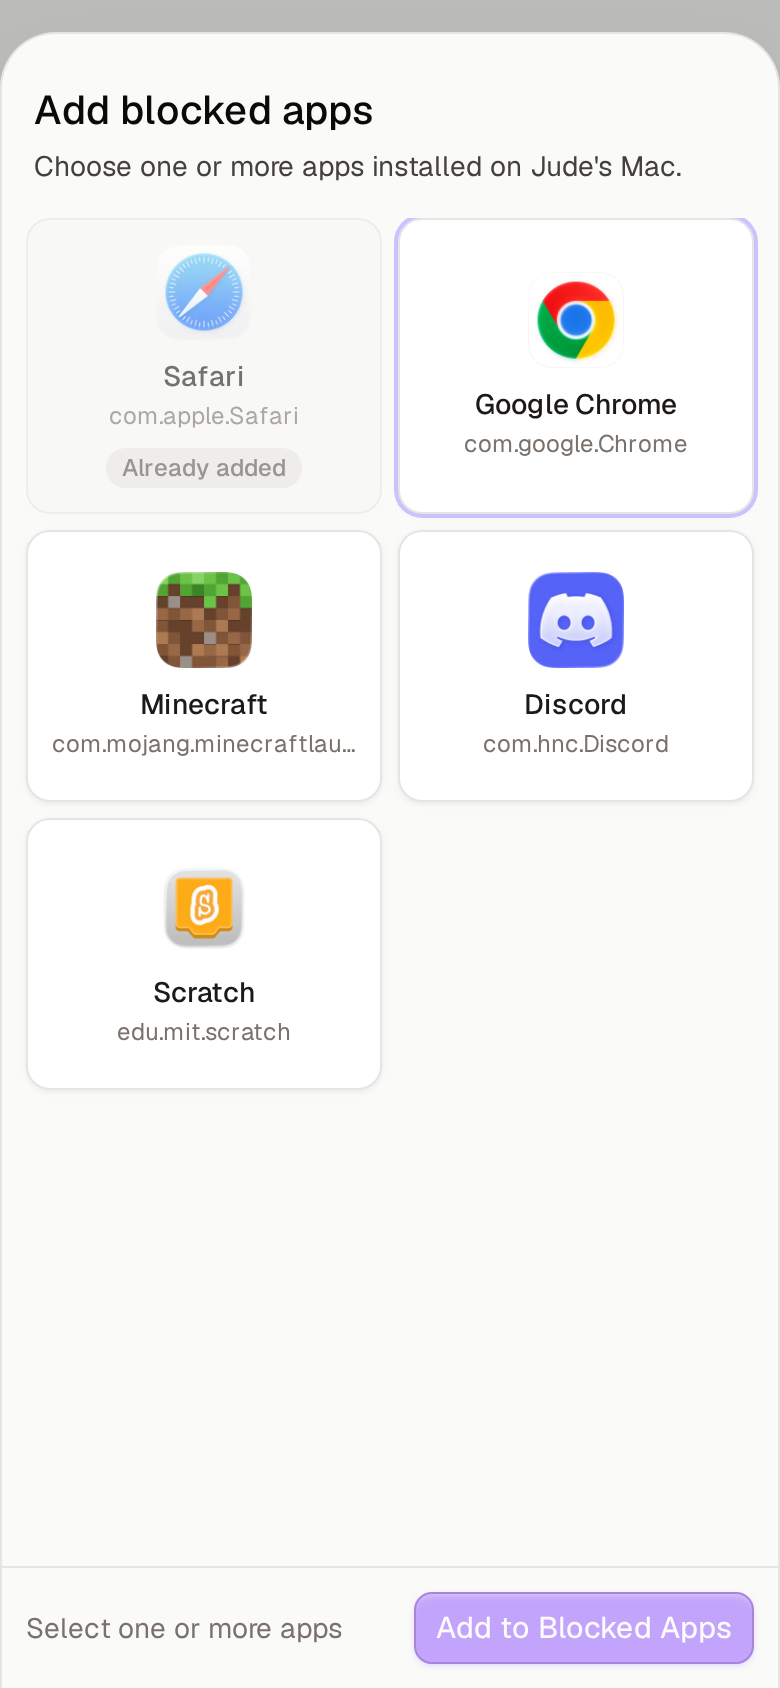 Add blocked apps
Choose one or more apps installed on Jude's Mac.
Safari
com.apple.Safari
Already added
Google Chrome
com.google.Chrome
Minecraft
com.mojang.minecraftlau...
Discord
com.hnc.Discord
Scratch
edu.mit.scratch
Select one or more apps
Add to Blocked Apps